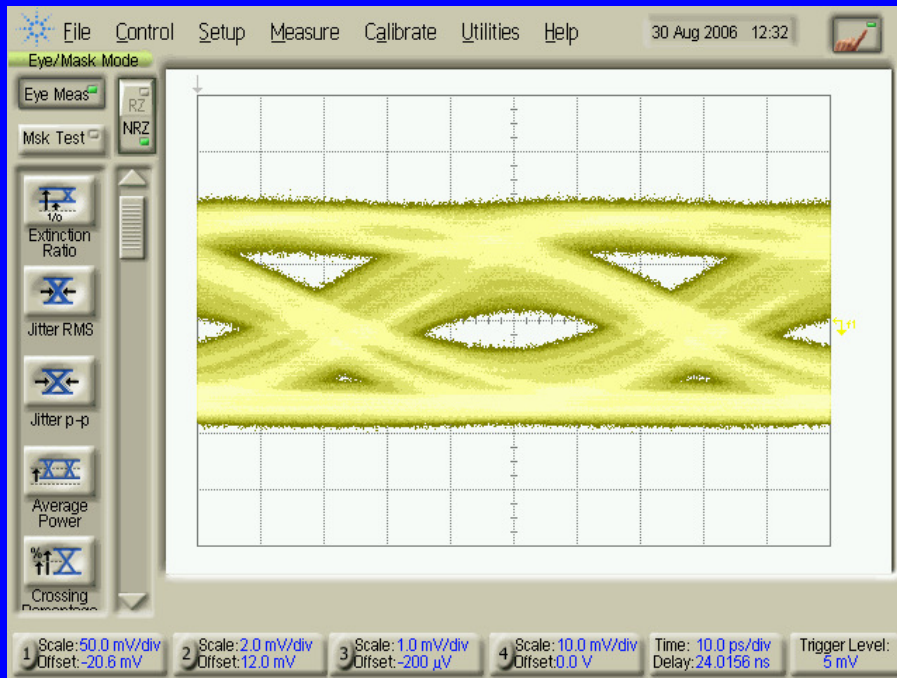 File Control Setup Measure Calibrate Utilities Help 30 Aug 2006 12:32
Eye/Mask Mode
Eye Meas
RZ
NRZ
Msk Test
1/0
Extinction
Ratio
Jitter RMS
Jitter p-p
Average
Power
%
Crossing
Percentage
f1
1 Scale:50.0 mV/div
Offset:-20.6 mV
2 Scale:2.0 mV/div
Offset:12.0 mV
3 Scale:1.0 mV/div
Offset:-200 µV
4 Scale:10.0 mV/div
Offset:0.0 V
Time: 10.0 ps/div
Delay:24.0156 ns
Trigger Level:
5 mV